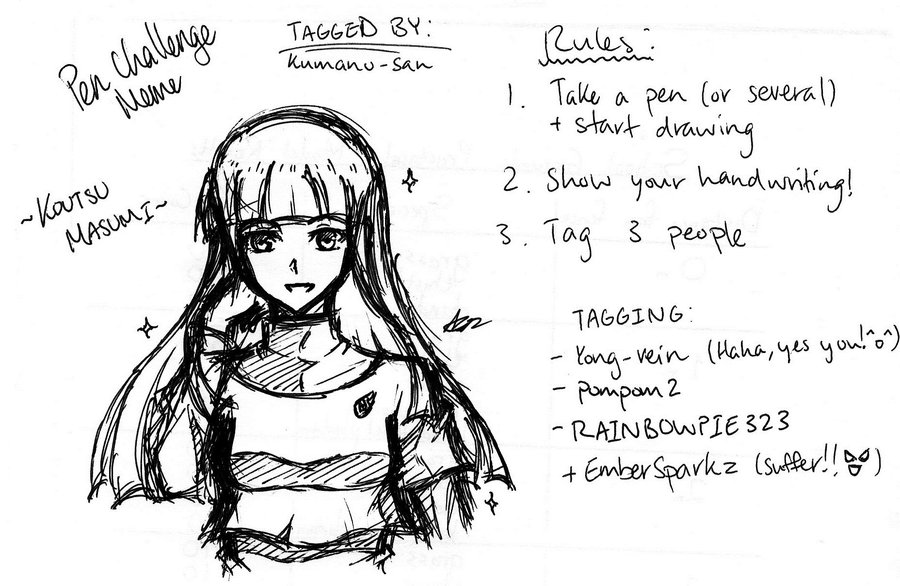 Pen Challenge
Meme
TAGGED BY:
Kumano-san
~KOUTSU
MASUMI~
Rules:
1. Take a pen (or several)
+ start drawing
2. Show your handwriting!
3. Tag 3 people
TAGGING:
- Yong-rein (Haha, yes you!^o^)
- pompom2
- RAINBOWPIE323
+ EmberSparkz (suffer!! )